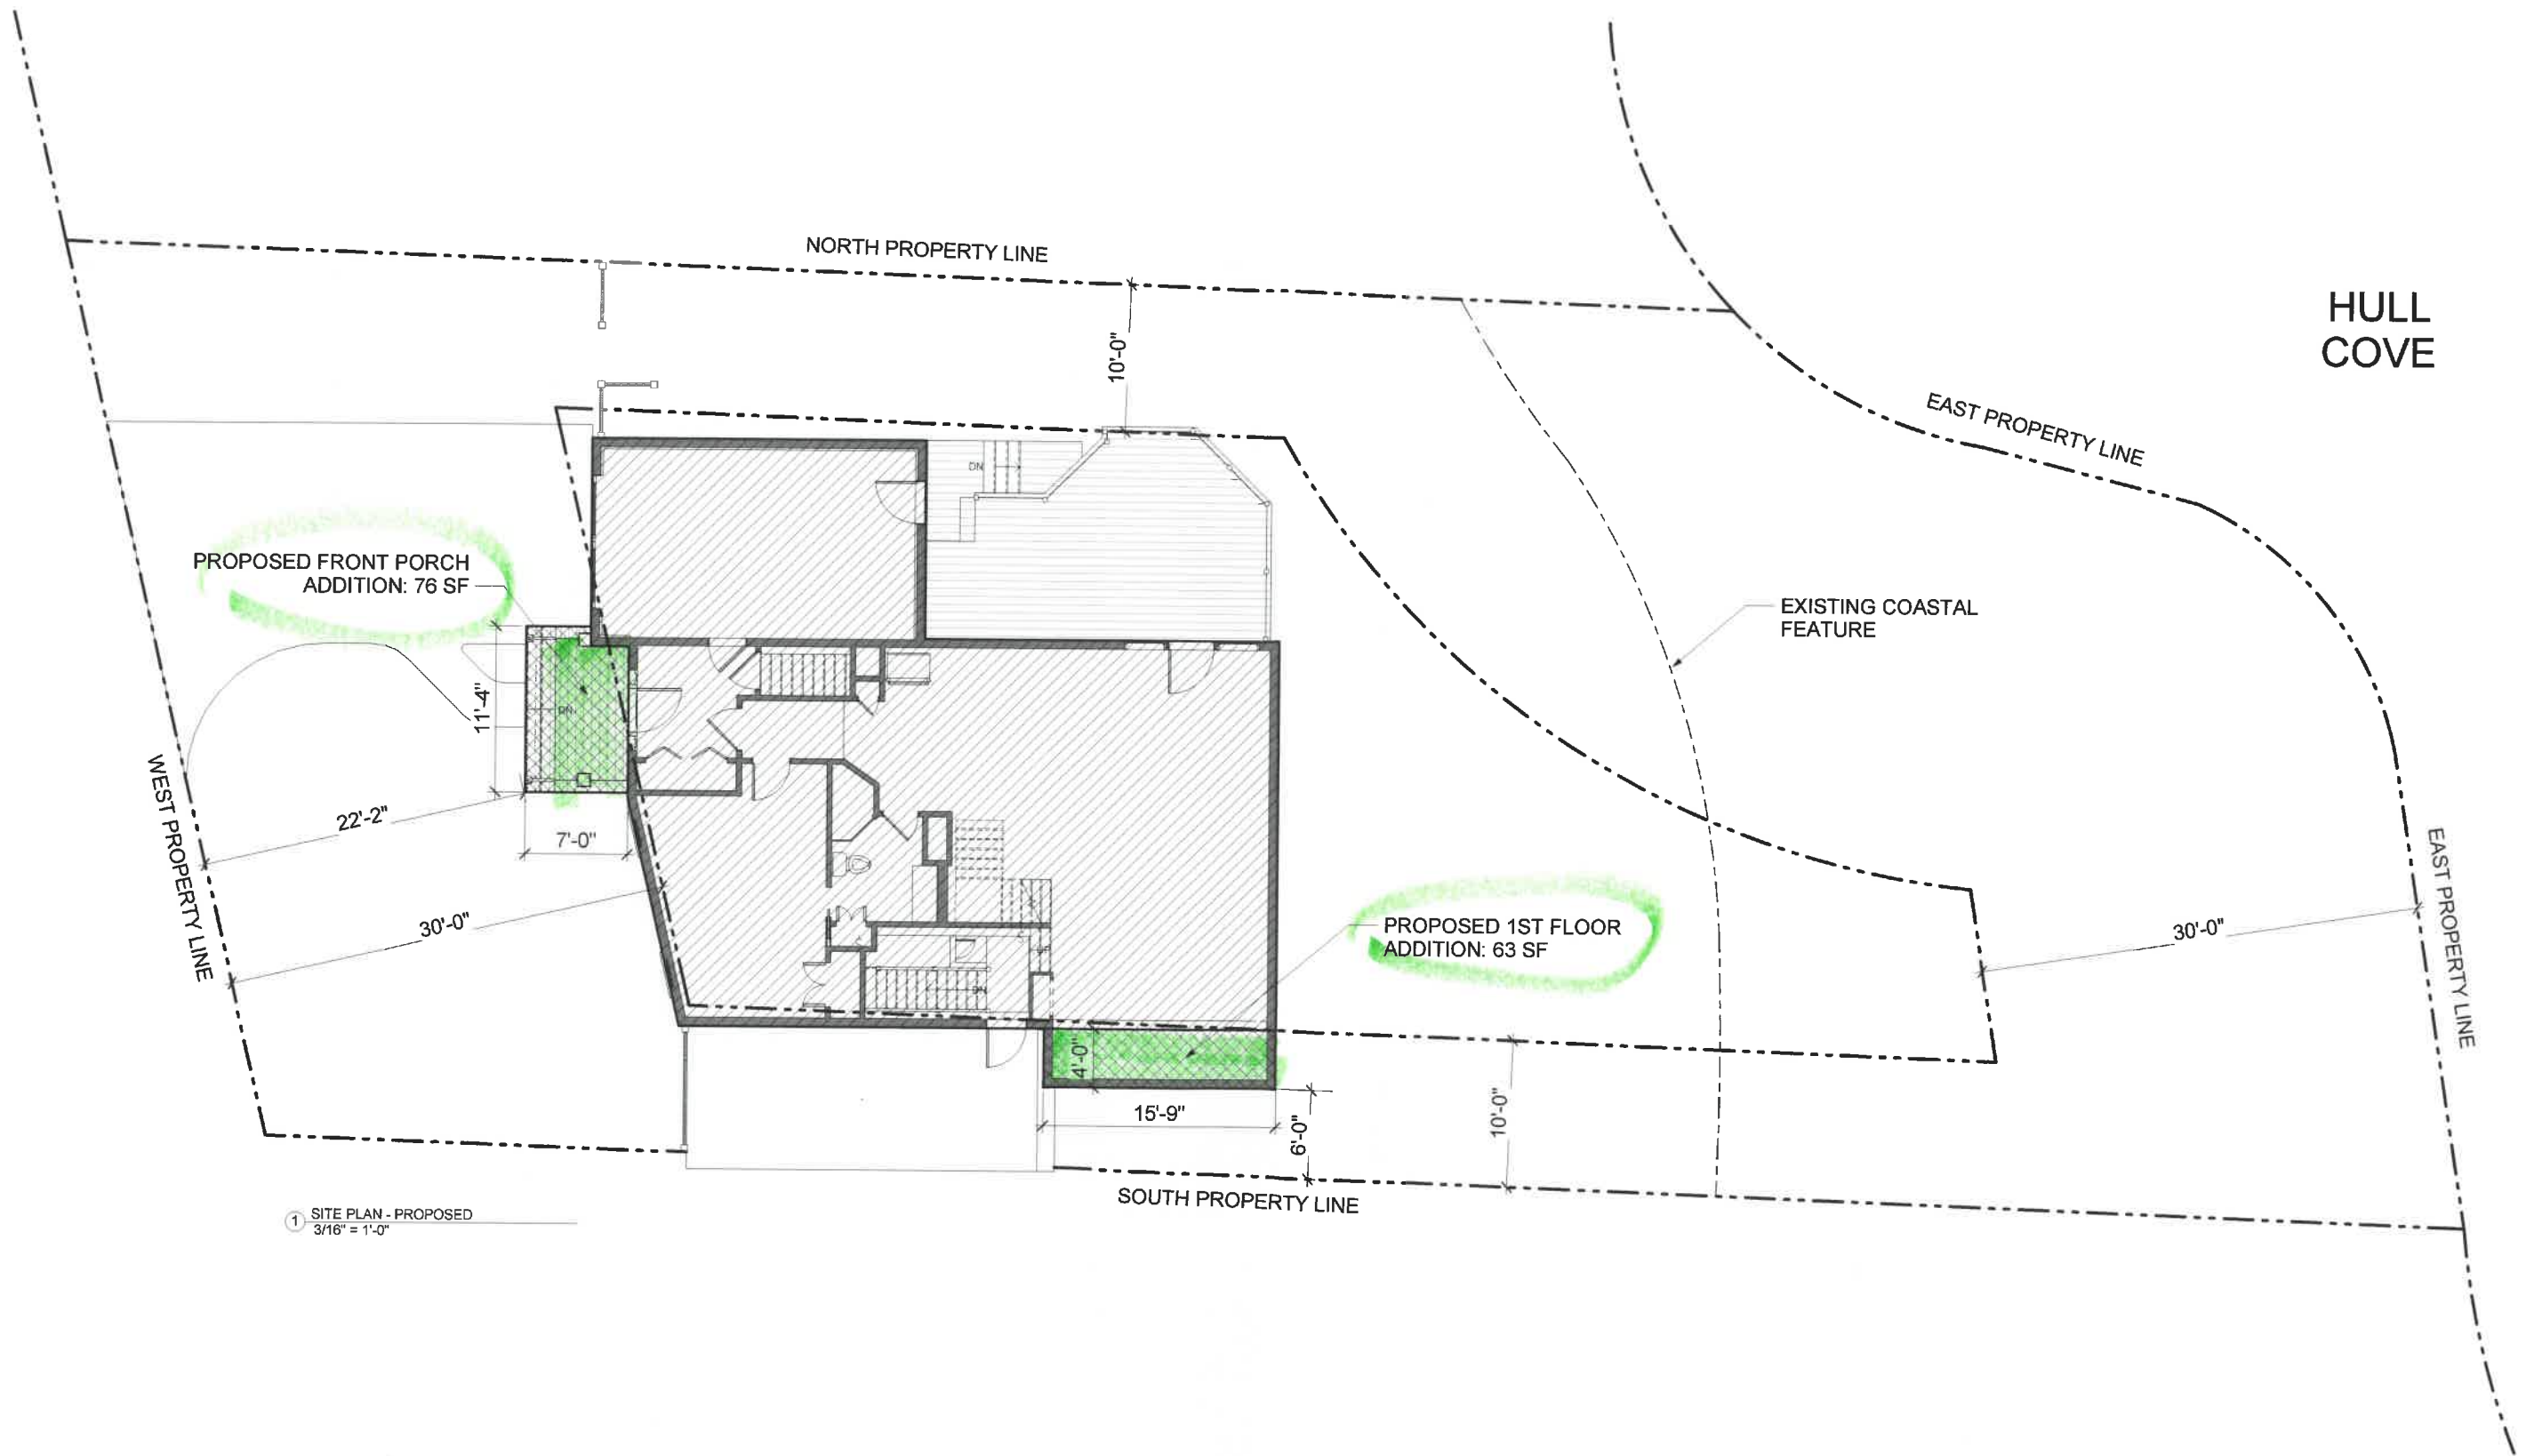 NORTH PROPERTY LINE
HULL
COVE
10'-0"
EAST PROPERTY LINE
DN
PROPOSED FRONT PORCH
ADDITION: 76 SF
EXISTING COASTAL
FEATURE
11'-4"
DN
WEST PROPERTY LINE
22'-2"
7'-0"
30'-0"
PROPOSED 1ST FLOOR
ADDITION: 63 SF
30'-0"
EAST PROPERTY LINE
DN
4'-0"
15'-9"
6'-0"
10'-0"
SOUTH PROPERTY LINE
1
SITE PLAN - PROPOSED
3/16" = 1'-0"